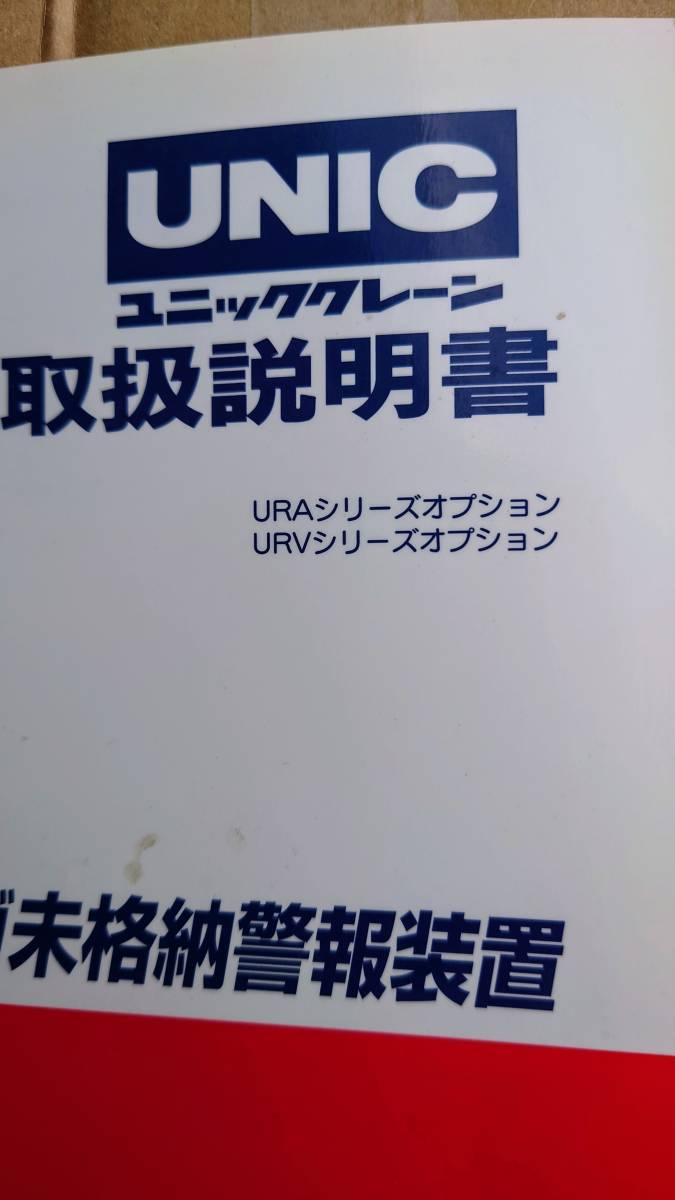 UNIC
ユニッククレーン
取扱説明書
URAシリーズオプション
URVシリーズオプション
未格納警報装置